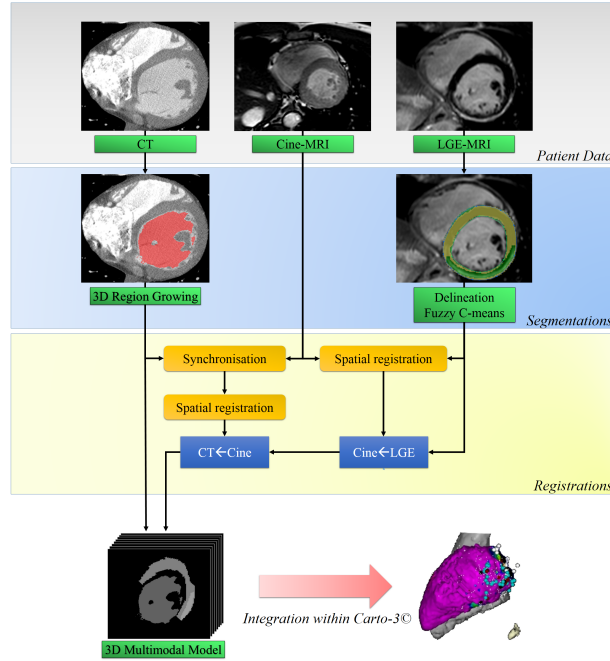 CT
Cine-MRI
LGE-MRI
Patient Data
3D Region Growing
Delineation
Fuzzy C-means
Segmentations
Synchronisation
Spatial registration
Spatial registration
CT←Cine
Cine←LGE
Registrations
Integration within Carto-3©
3D Multimodal Model